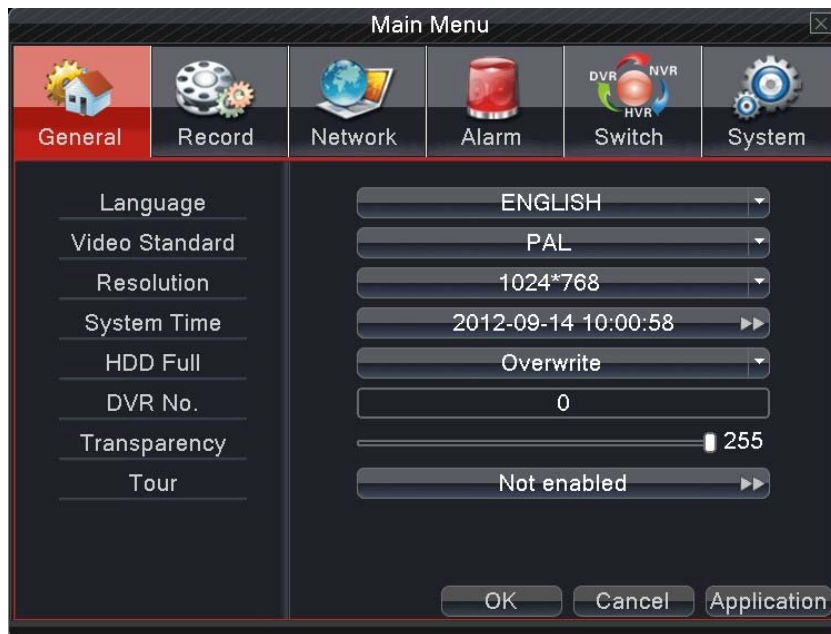 Main Menu
DVR NVR
HVR
General Record Network Alarm Switch System
Language ENGLISH
Video Standard PAL
Resolution 1024*768
System Time 2012-09-14 10:00:58
HDD Full Overwrite
DVR No. 0
Transparency 255
Tour Not enabled
OK Cancel Application